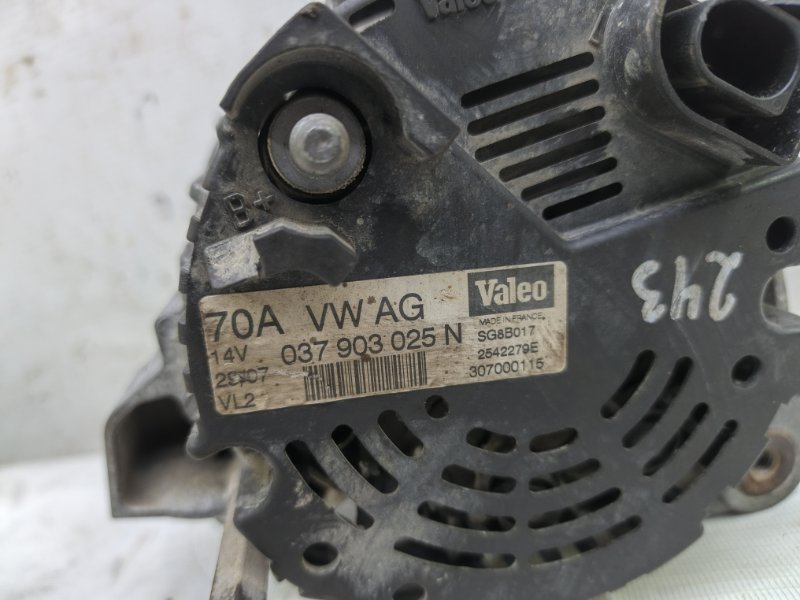 Valeo
B+
70A VW AG
Valeo
MADE IN FRANCE
14V 037 903 025 N
SG8B017
2542279E
307000115
VL2
243